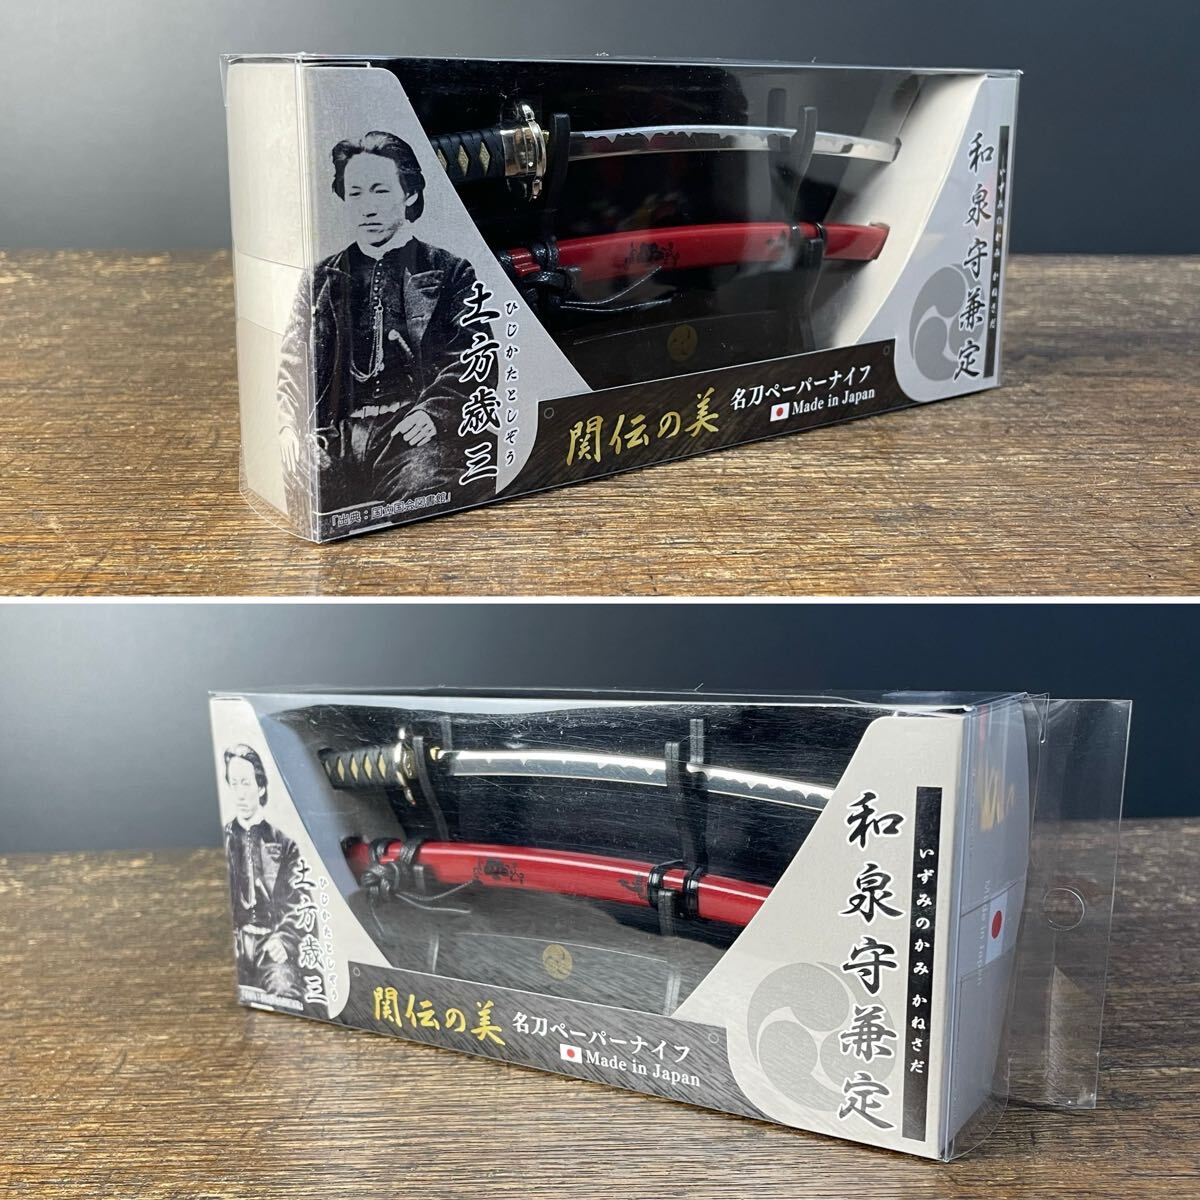 土方歳三
ひじかたとしぞう
『出典：国立国会図書館』
関伝の美
名刀ペーパーナイフ
Made in Japan
和泉守兼定
いずみのかみ かねさだ
土方歳三
ひじかたとしぞう
関伝の美
名刀ペーパーナイフ
Made in Japan
和泉守兼定
いずみのかみ かねさだ